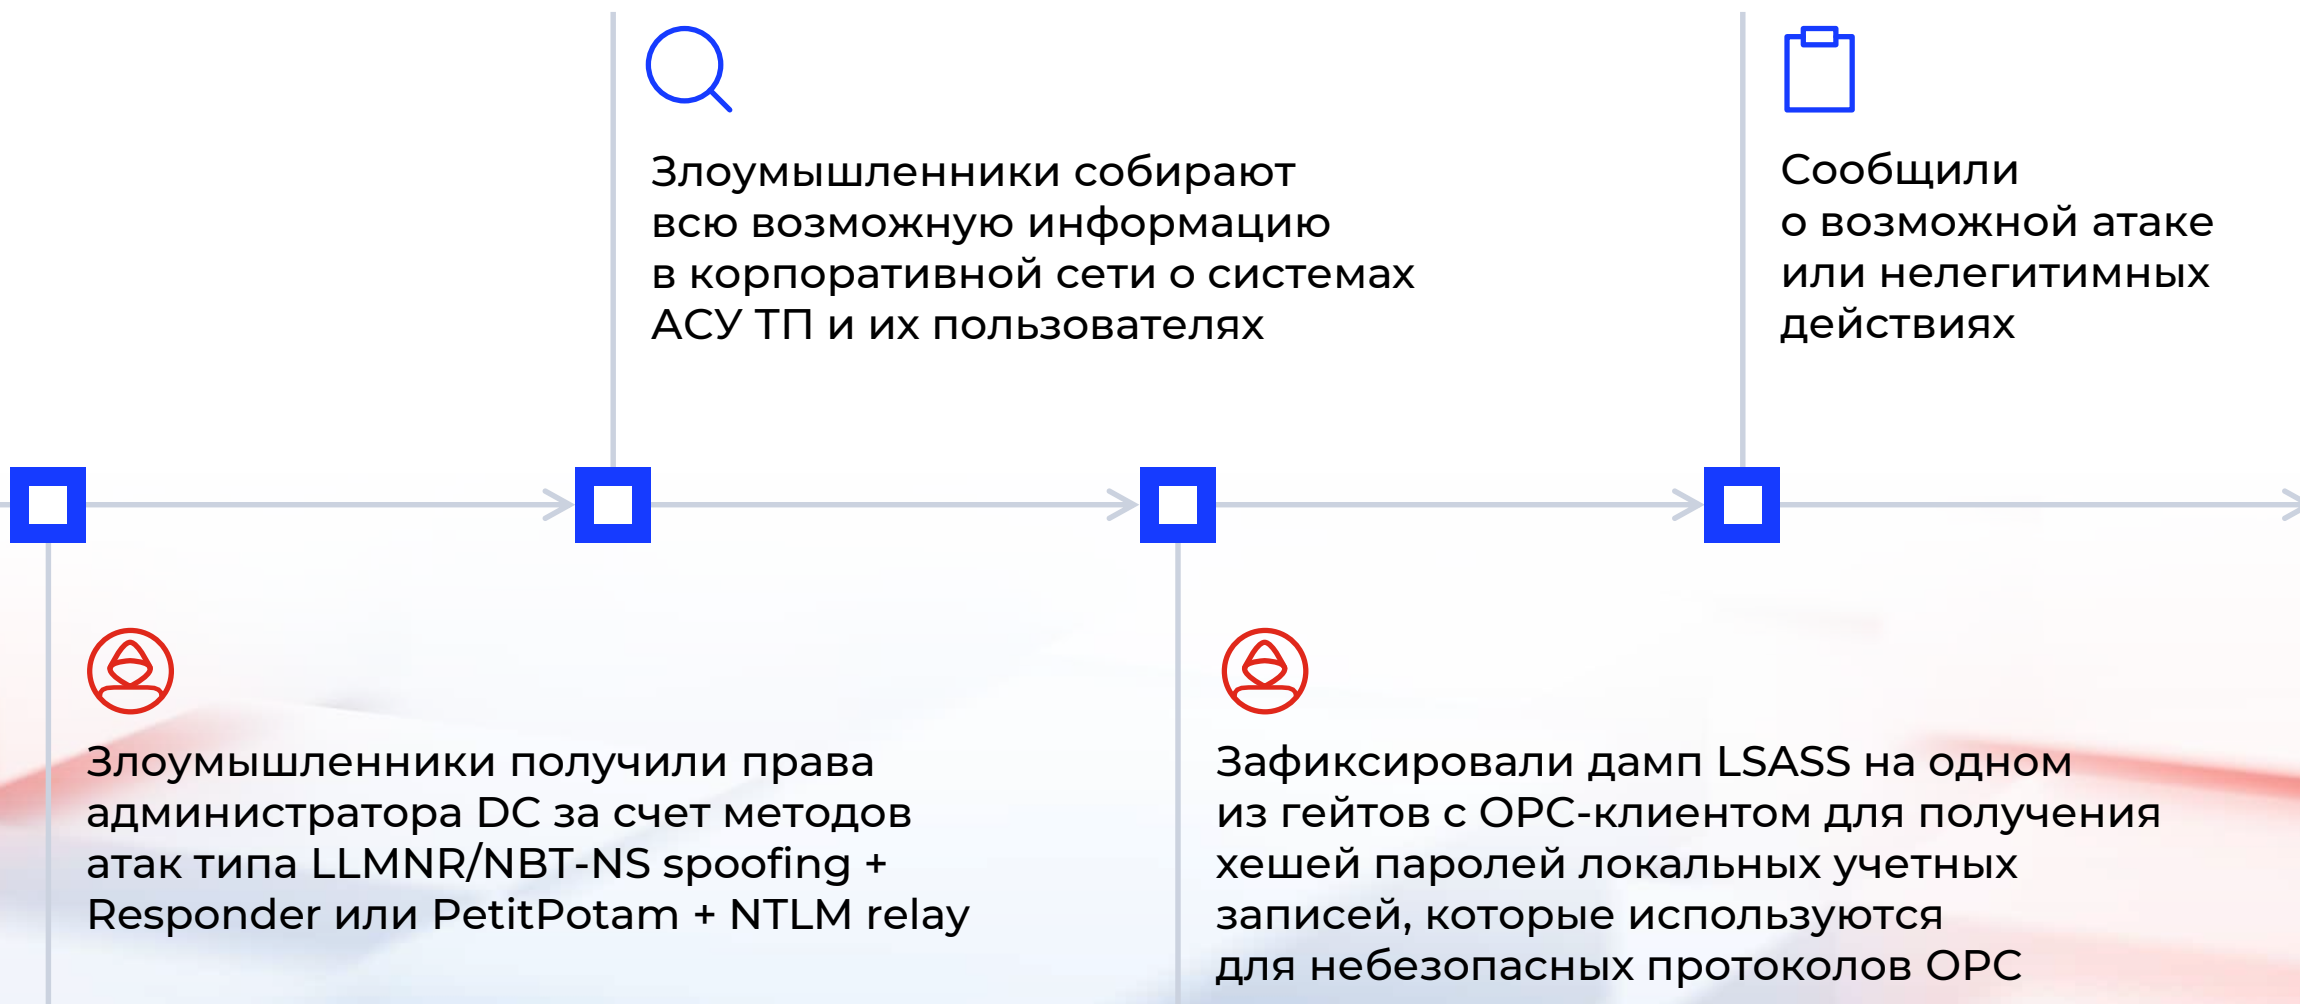 Злоумышленники собирают
всю возможную информацию
в корпоративной сети о системах
АСУ ТП и их пользователях
Сообщили
о возможной атаке
или нелегитимных
действиях
Злоумышленники получили права
администратора DC за счет методов
атак типа LLMNR/NBT-NS spoofing +
Responder или PetitPotam + NTLM relay
Зафиксировали дамп LSASS на одном
из гейтов с OPC-клиентом для получения
хешей паролей локальных учетных
записей, которые используются
для небезопасных протоколов OPC